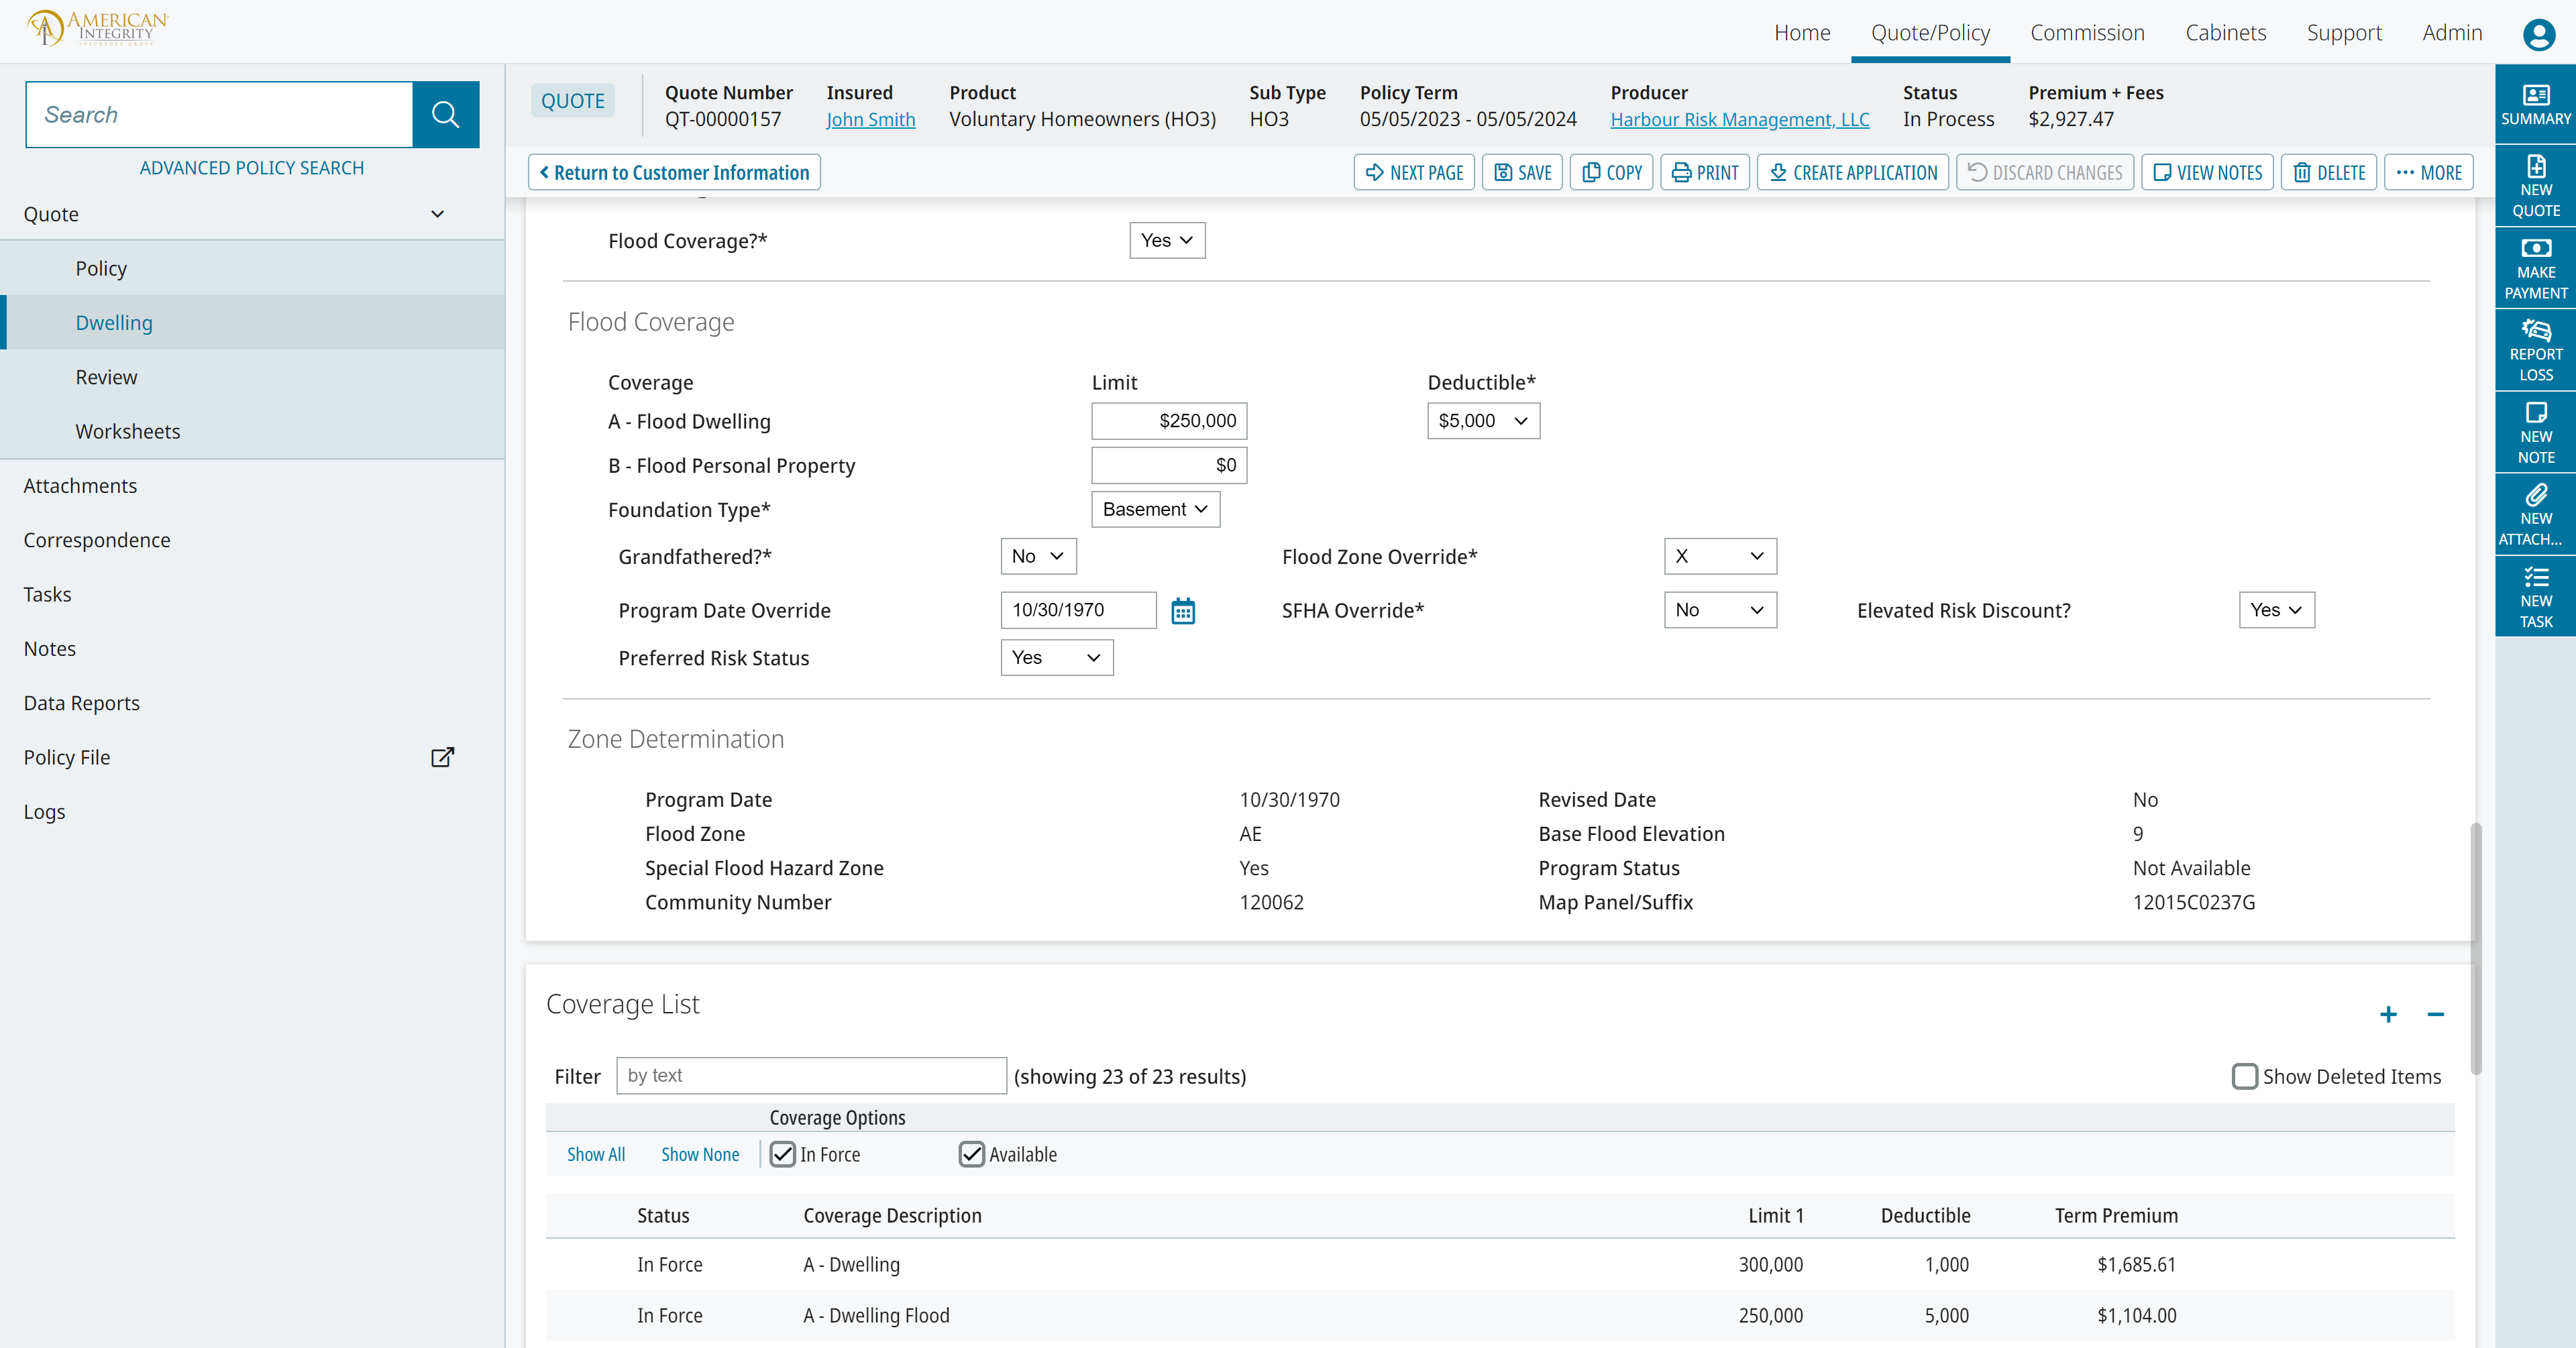 AMERICAN
INTEGRITY
INSURANCE GROUP
Home Quote/Policy Commission Cabinets Support Admin
Search
ADVANCED POLICY SEARCH
Quote
Policy
Dwelling
Review
Worksheets
Attachments
Correspondence
Tasks
Notes
Data Reports
Policy File
Logs
QUOTE
Quote Number Insured Product Sub Type Policy Term Producer Status Premium + Fees
QT-00000157 John Smith Voluntary Homeowners (HO3) HO3 05/05/2023 - 05/05/2024 Harbour Risk Management, LLC In Process $2,927.47
Return to Customer Information NEXT PAGE SAVE COPY PRINT CREATE APPLICATION DISCARD CHANGES VIEW NOTES DELETE MORE
Flood Coverage?* Yes
Flood Coverage
Coverage Limit Deductible*
A - Flood Dwelling $250,000 $5,000
B - Flood Personal Property $0
Foundation Type* Basement
Grandfathered?* No Flood Zone Override* X
Program Date Override 10/30/1970 SFHA Override* No Elevated Risk Discount? Yes
Preferred Risk Status Yes
Zone Determination
Program Date 10/30/1970 Revised Date No
Flood Zone AE Base Flood Elevation 9
Special Flood Hazard Zone Yes Program Status Not Available
Community Number 120062 Map Panel/Suffix 12015C0237G
Coverage List
Filter by text (showing 23 of 23 results) Show Deleted Items
Coverage Options
Show All Show None In Force Available
Status Coverage Description Limit 1 Deductible Term Premium
In Force A - Dwelling 300,000 1,000 $1,685.61
In Force A - Dwelling Flood 250,000 5,000 $1,104.00
SUMMARY
NEW
QUOTE
MAKE
PAYMENT
REPORT
LOSS
NEW
NOTE
NEW
ATTACH...
NEW
TASK